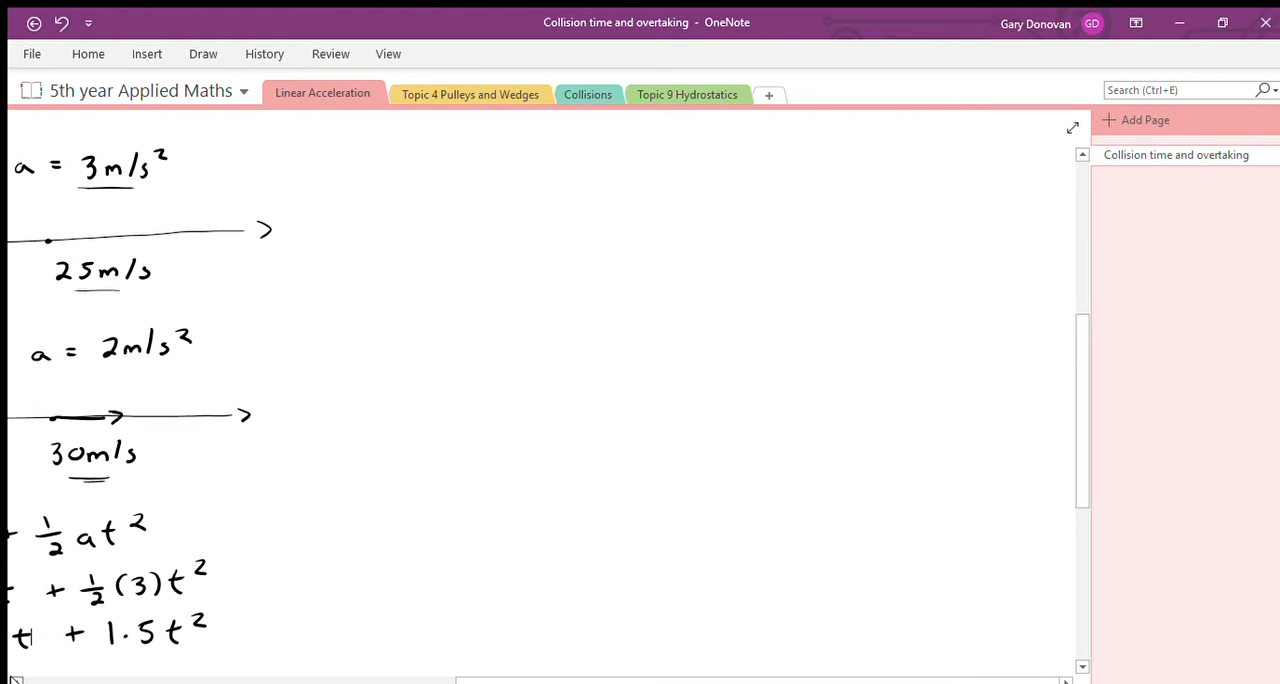 Collision time and overtaking - OneNote
Gary Donovan GD
File Home Insert Draw History Review View
5th year Applied Maths
Linear Acceleration
Topic 4 Pulleys and Wedges
Collisions
Topic 9 Hydrostatics
+
Search (Ctrl+E)
Add Page
Collision time and overtaking
a = 3m/s²
25m/s
a = 2m/s²
30m/s
+ ½ at²
+ ½ (3) t²
t + 1.5t²